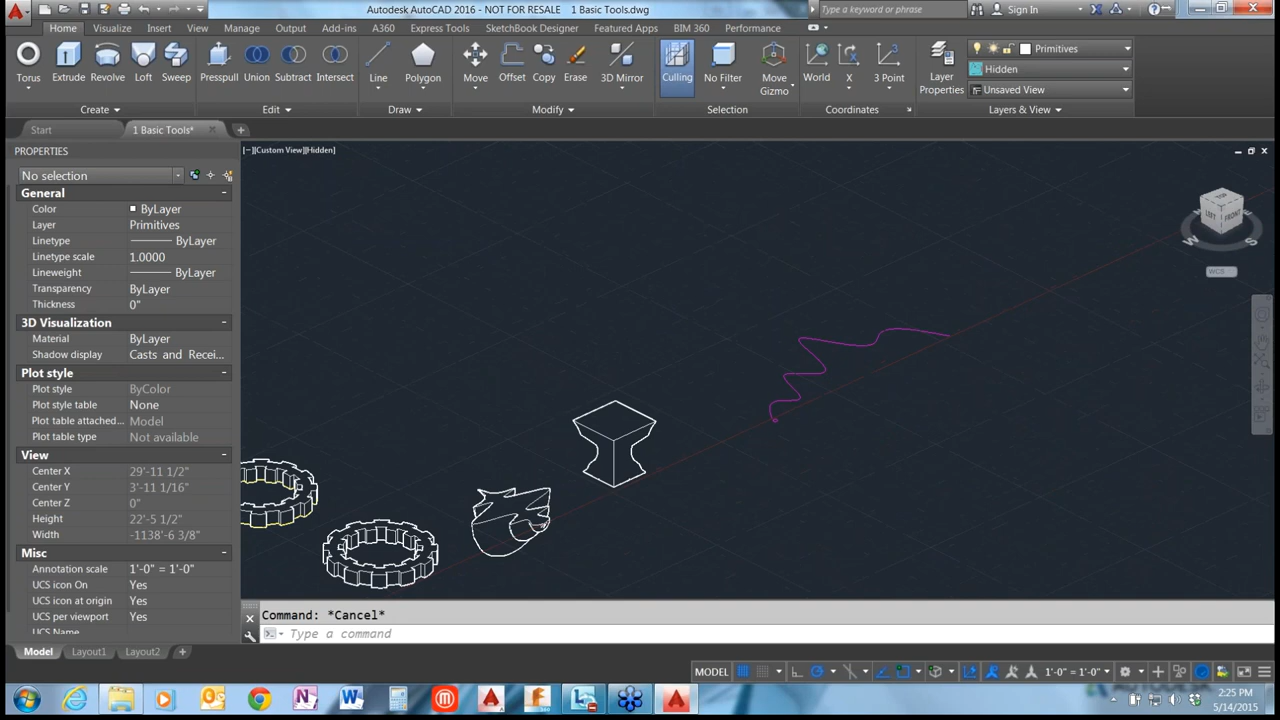 Autodesk AutoCAD 2016 - NOT FOR RESALE 1 Basic Tools.dwg
Type a keyword or phrase
Sign In
Home Visualize Insert View Manage Output Add-ins A360 Express Tools SketchBook Designer Featured Apps BIM 360 Performance
Torus Extrude Revolve Loft Sweep Presspull Union Subtract Intersect Line Polygon Move Offset Copy Erase 3D Mirror Culling No Filter Move Gizmo World X 3 Point Layer Properties
Primitives
Hidden
Unsaved View
Create Edit Draw Modify Selection Coordinates Layers & View
Start 1 Basic Tools*
PROPERTIES
[−][Custom View][Hidden]
No selection
General
Color ByLayer
Layer Primitives
Linetype ByLayer
Linetype scale 1.0000
Lineweight ByLayer
Transparency ByLayer
Thickness 0"
3D Visualization
Material ByLayer
Shadow display Casts and Recei...
Plot style
Plot style ByColor
Plot style table None
Plot table attached... Model
Plot table type Not available
View
Center X 29'-11 1/2"
Center Y 3'-11 1/16"
Center Z 0"
Height 22'-5 1/2"
Width -1138'-6 3/8"
Misc
Annotation scale 1'-0" = 1'-0"
UCS icon On Yes
UCS icon at origin Yes
UCS per viewport Yes
UCS Name
TOP
LEFT FRONT
W S
WCS
Command: *Cancel*
Type a command
Model Layout1 Layout2
MODEL 1'-0" = 1'-0"
2:25 PM
5/14/2015